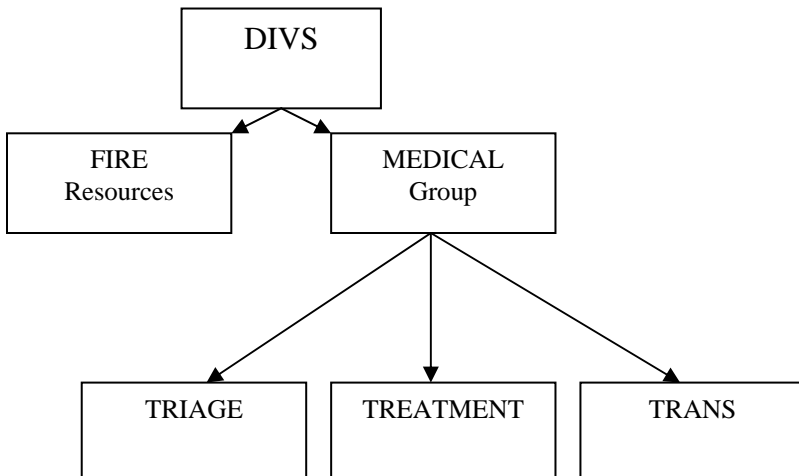 DIVS
FIRE
Resources
MEDICAL
Group
TRIAGE
TREATMENT
TRANS